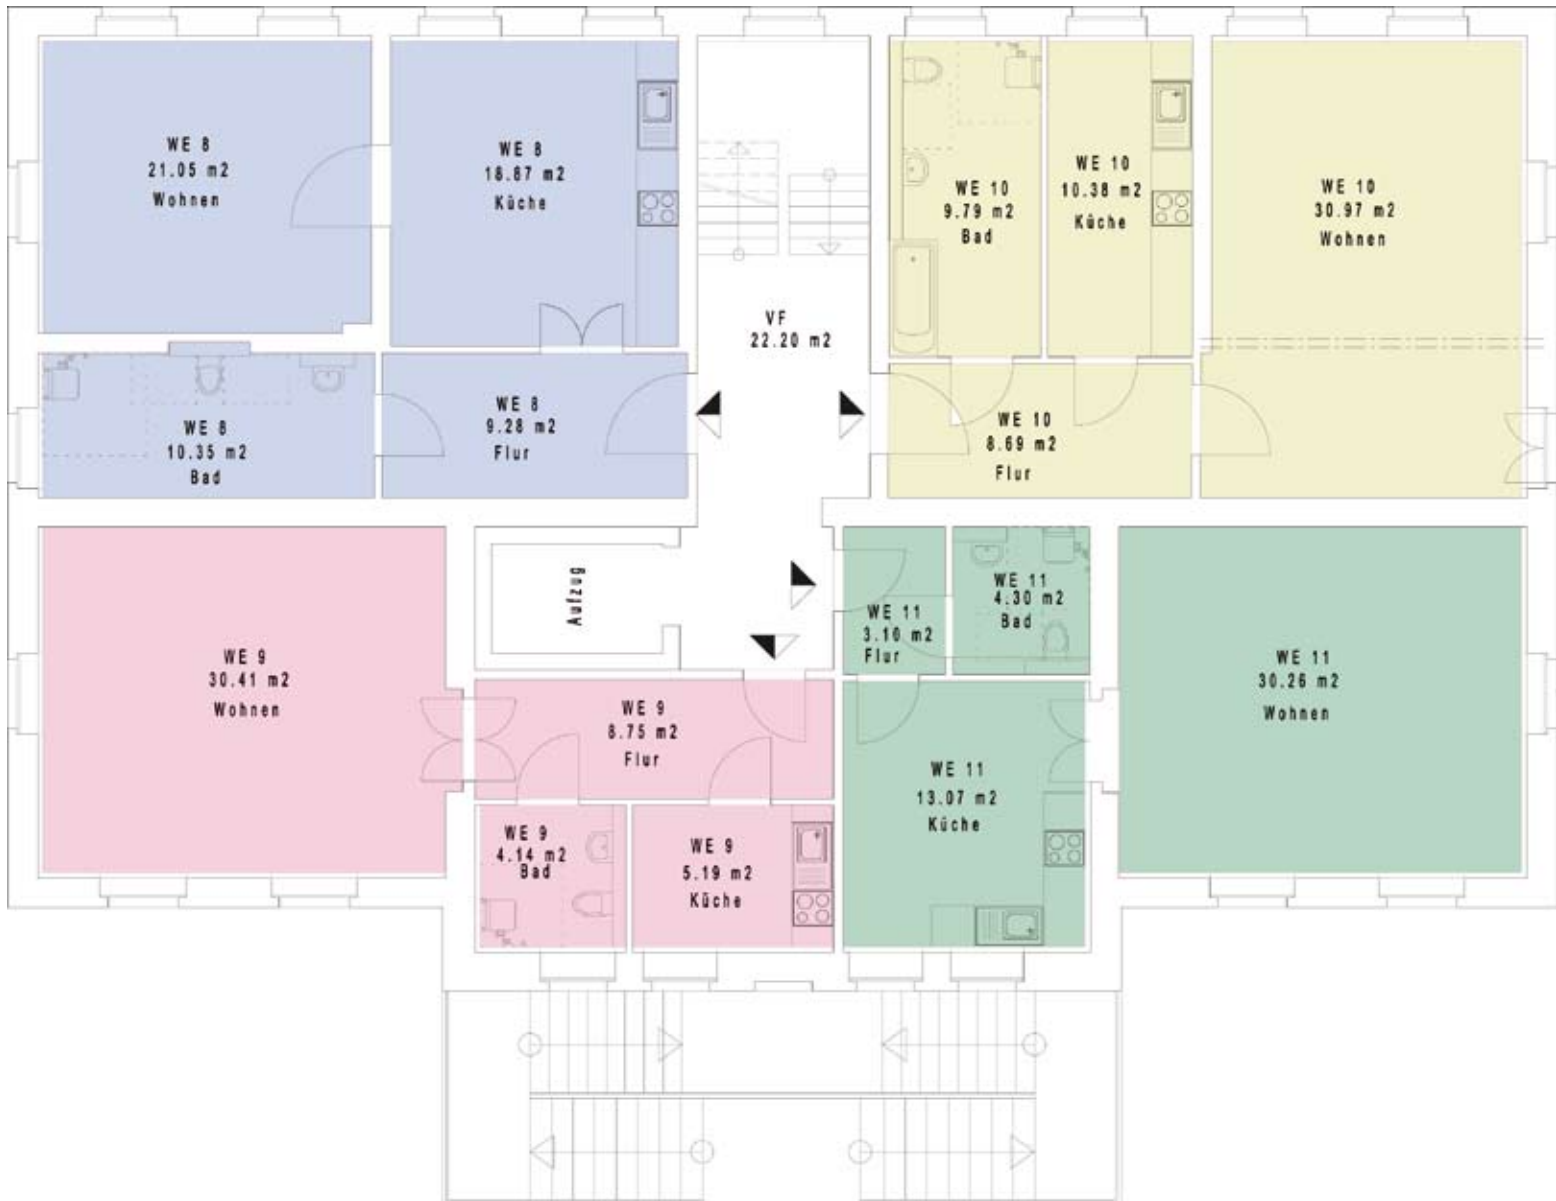 WE 8
21.05 m2
Wohnen
WE 8
18.87 m2
Küche
WE 10
9.79 m2
Bad
WE 10
10.38 m2
Küche
WE 10
30.97 m2
Wohnen
VF
22.20 m2
WE 8
10.35 m2
Bad
WE 8
9.28 m2
Flur
WE 10
8.69 m2
Flur
Aufzug
WE 11
3.10 m2
Flur
WE 11
4.30 m2
Bad
WE 9
30.41 m2
Wohnen
WE 9
8.75 m2
Flur
WE 11
30.26 m2
Wohnen
WE 9
4.14 m2
Bad
WE 9
5.19 m2
Küche
WE 11
13.07 m2
Küche